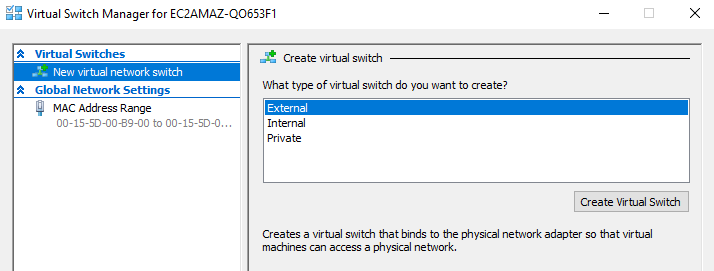 Virtual Switch Manager for EC2AMAZ-QO653F1
Virtual Switches
New virtual network switch
Global Network Settings
MAC Address Range
00-15-5D-00-B9-00 to 00-15-5D-0...
Create virtual switch
What type of virtual switch do you want to create?
External
Internal
Private
Create Virtual Switch
Creates a virtual switch that binds to the physical network adapter so that virtual
machines can access a physical network.